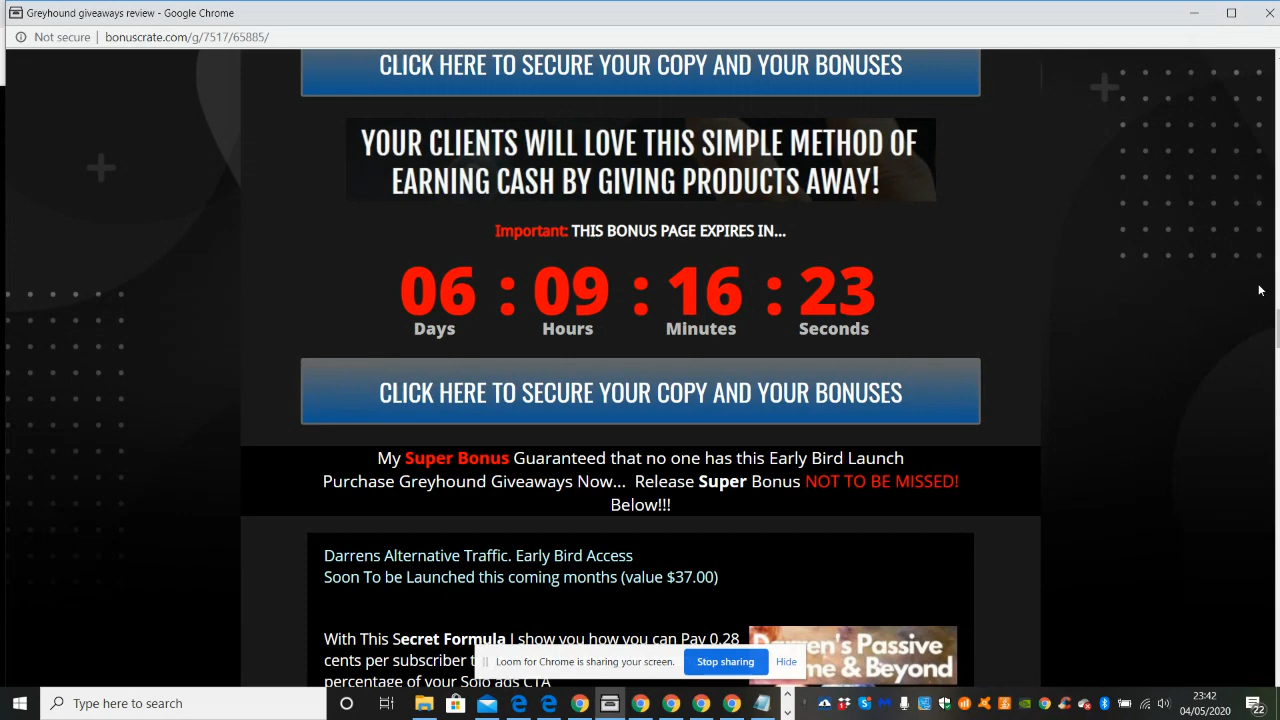 Greyhound giveaways review - Google Chrome
Not secure | bonuscrate.com/g/7517/65885/
CLICK HERE TO SECURE YOUR COPY AND YOUR BONUSES
YOUR CLIENTS WILL LOVE THIS SIMPLE METHOD OF
EARNING CASH BY GIVING PRODUCTS AWAY!
Important: THIS BONUS PAGE EXPIRES IN...
06 : 09 : 16 : 23
Days Hours Minutes Seconds
CLICK HERE TO SECURE YOUR COPY AND YOUR BONUSES
My Super Bonus Guaranteed that no one has this Early Bird Launch
Purchase Greyhound Giveaways Now... Release Super Bonus NOT TO BE MISSED!
Below!!!
Darrens Alternative Traffic. Early Bird Access
Soon To be Launched this coming months (value $37.00)
With This Secret Formula I show you how you can Pay 0.28
cents per subscriber
percentage of your Solo ads CTA
Darren's Passive
& Beyond
Loom for Chrome is sharing your screen. Stop sharing Hide
Type here to search
23:42
04/05/2020
22